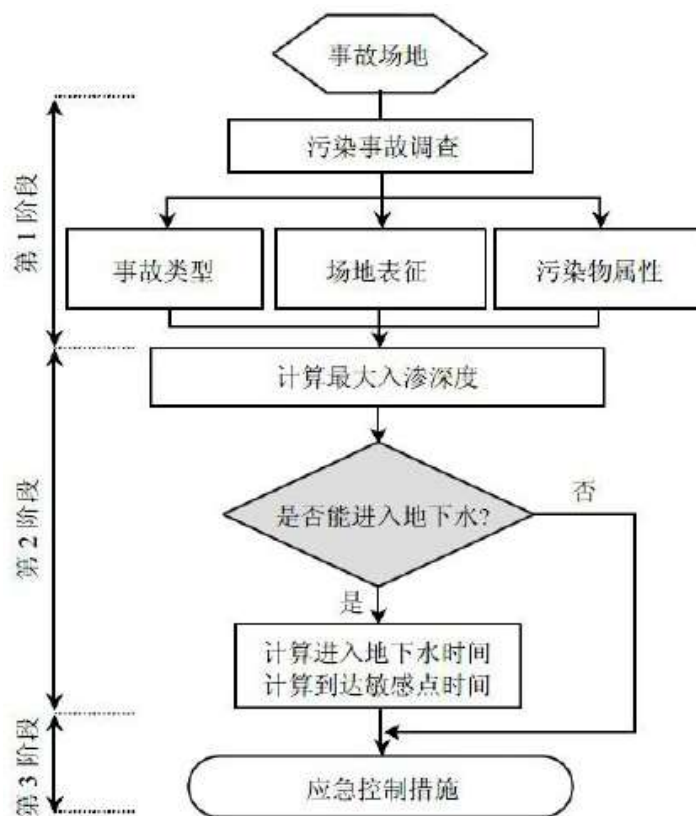 事故场地
第1阶段
污染事故调查
事故类型
场地表征
污染物属性
第2阶段
计算最大入渗深度
是否能进入地下水?
否
是
计算进入地下水时间
计算到达敏感点时间
第3阶段
应急控制措施